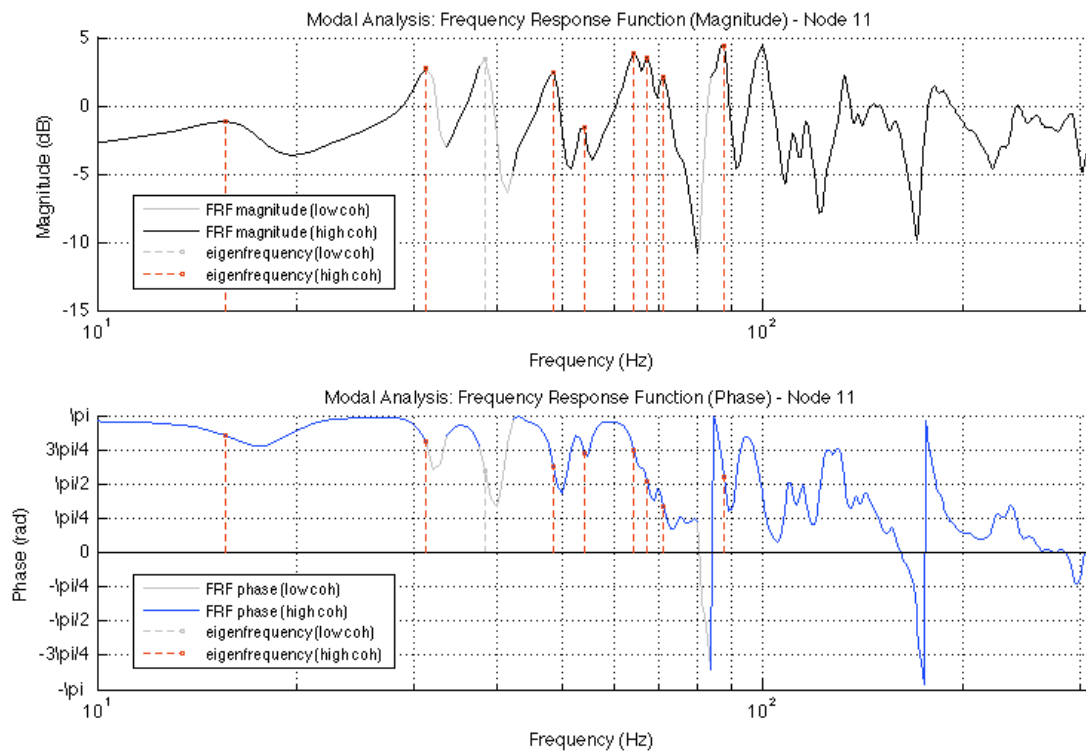 Modal Analysis: Frequency Response Function (Magnitude) - Node 11
5
0
-5
-10
-15
Magnitude (dB)
FRF magnitude (low coh)
FRF magnitude (high coh)
eigenfrequency (low coh)
eigenfrequency (high coh)
10^1
10^2
Frequency (Hz)
Modal Analysis: Frequency Response Function (Phase) - Node 11
\pi
3\pi/4
\pi/2
\pi/4
0
-\pi/4
-\pi/2
-3\pi/4
-\pi
Phase (rad)
FRF phase (low coh)
FRF phase (high coh)
eigenfrequency (low coh)
eigenfrequency (high coh)
10^1
10^2
Frequency (Hz)